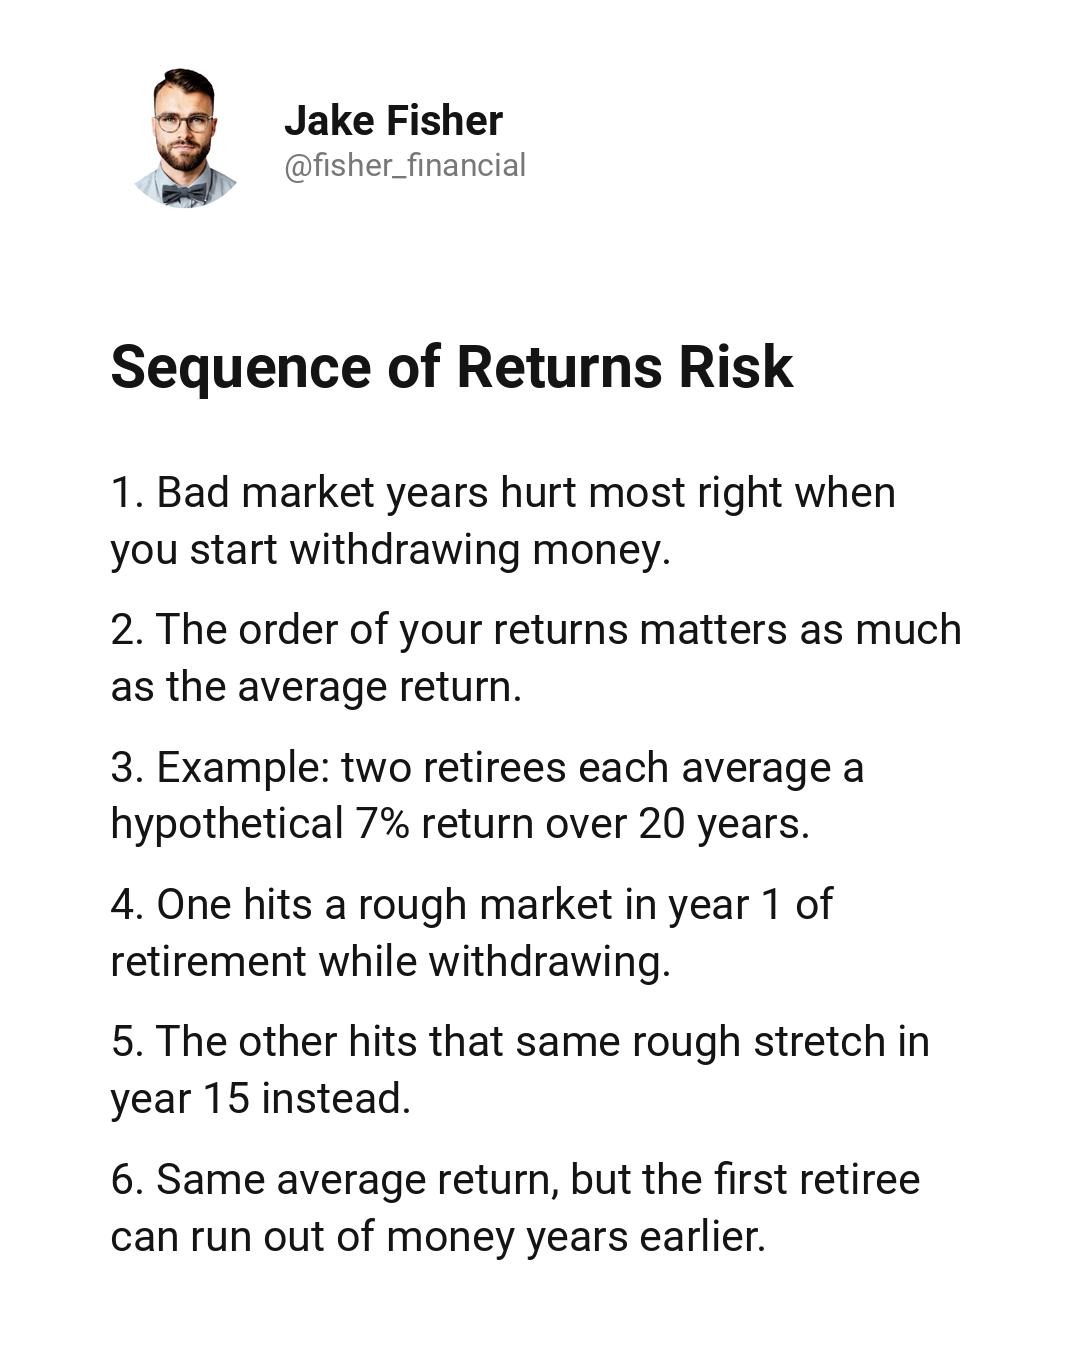 Jake Fisher
@fisher_financial
Sequence of Returns Risk
1. Bad market years hurt most right when
you start withdrawing money.
2. The order of your returns matters as much
as the average return.
3. Example: two retirees each average a
hypothetical 7% return over 20 years.
4. One hits a rough market in year 1 of
retirement while withdrawing.
5. The other hits that same rough stretch in
year 15 instead.
6. Same average return, but the first retiree
can run out of money years earlier.